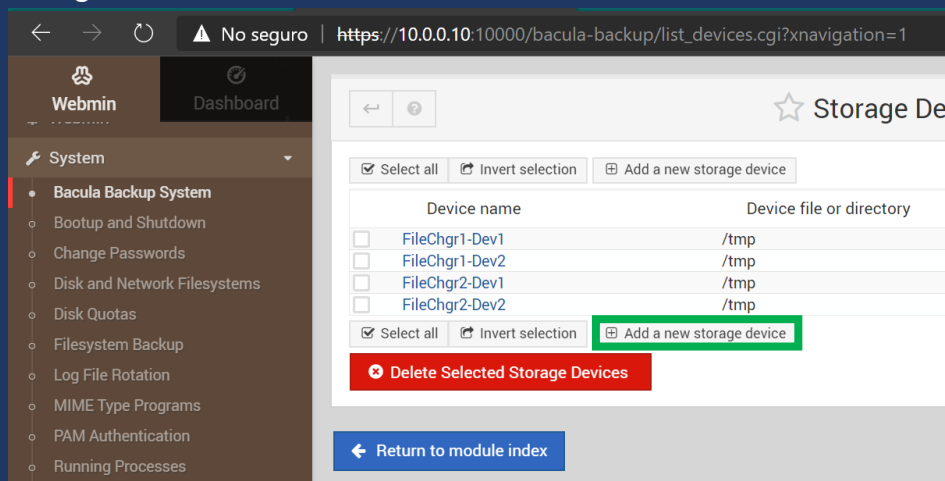 No seguro | https://10.0.0.10:10000/bacula-backup/list_devices.cgi?xnavigation=1
Webmin
Dashboard
Storage De
System
Bacula Backup System
Bootup and Shutdown
Change Passwords
Disk and Network Filesystems
Disk Quotas
Filesystem Backup
Log File Rotation
MIME Type Programs
PAM Authentication
Running Processes
Select all Invert selection Add a new storage device
Device name Device file or directory
FileChgr1-Dev1 /tmp
FileChgr1-Dev2 /tmp
FileChgr2-Dev1 /tmp
FileChgr2-Dev2 /tmp
Select all Invert selection Add a new storage device
Delete Selected Storage Devices
Return to module index